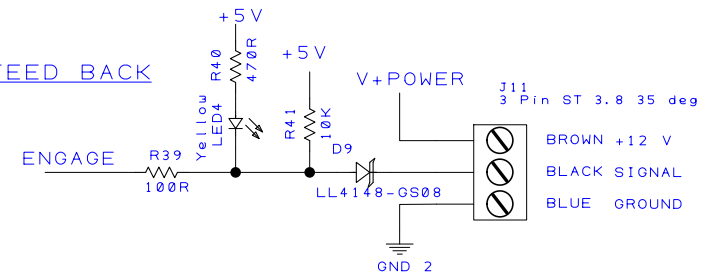 +5V
R40
470R
FEED BACK
+5V
V+POWER
J11
3 Pin ST 3.8 35 deg
Yellow
LED4
R41
10K
BROWN +12 V
D9
ENGAGE
R39
100R
BLACK SIGNAL
LL4148-GS08
BLUE GROUND
GND 2